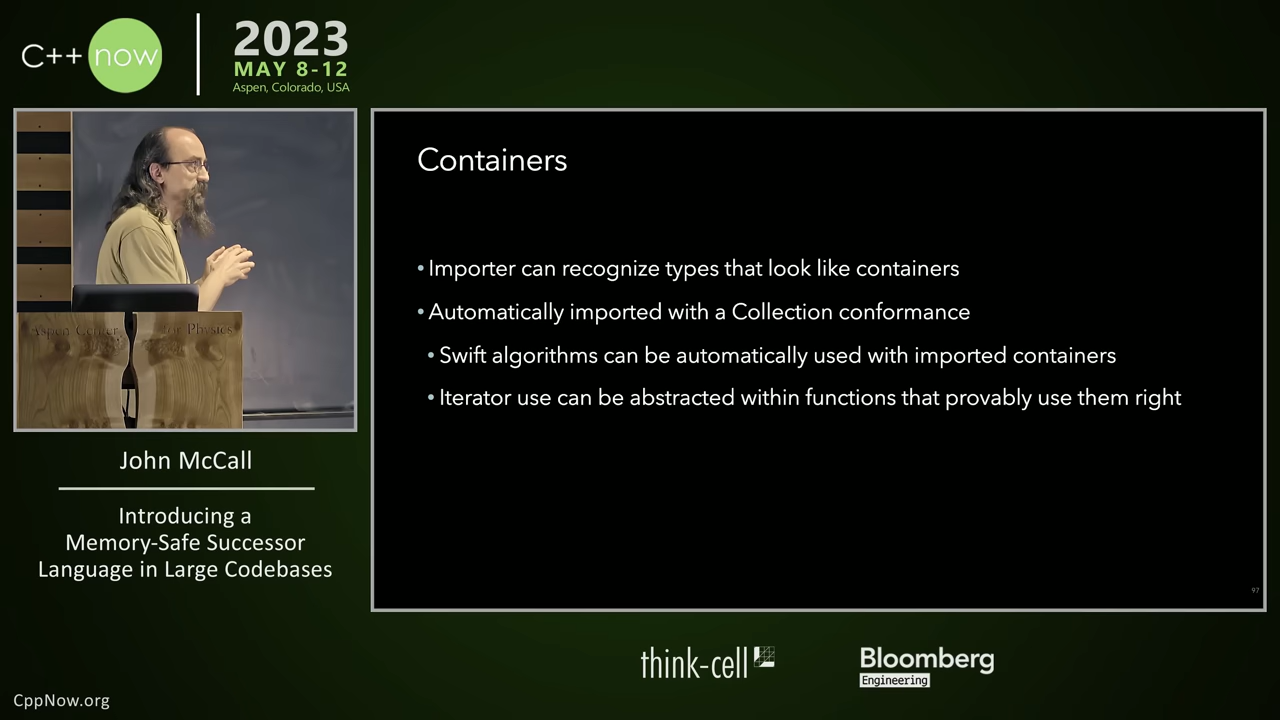 C++ now
2023
MAY 8-12
Aspen, Colorado, USA
Aspen Center for Physics
John McCall
Introducing a
Memory-Safe Successor
Language in Large Codebases
Containers
• Importer can recognize types that look like containers
• Automatically imported with a Collection conformance
• Swift algorithms can be automatically used with imported containers
• Iterator use can be abstracted within functions that provably use them right
97
think-cell
Bloomberg
Engineering
CppNow.org